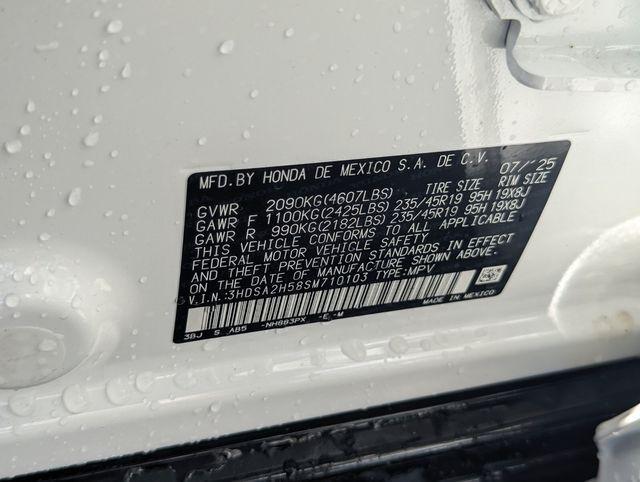 MFD.BY HONDA DE MEXICO S.A. DE C.V. 07/'25
GVWR 2090KG(4607LBS) TIRE SIZE RIM SIZE
GAWR F 1100KG(2425LBS) 235/45R19 95H 19X8J
GAWR R 990KG(2182LBS) 235/45R19 95H 19X8J
THIS VEHICLE CONFORMS TO ALL APPLICABLE
FEDERAL MOTOR VEHICLE SAFETY
AND THEFT PREVENTION STANDARDS IN EFFECT
ON THE DATE OF MANUFACTURE SHOWN ABOVE.
V.I.N.:3HDSA2H58SM710103 TYPE:MPV
MADE IN MEXICO
3BJ S AB5 -NH883PX -E -M